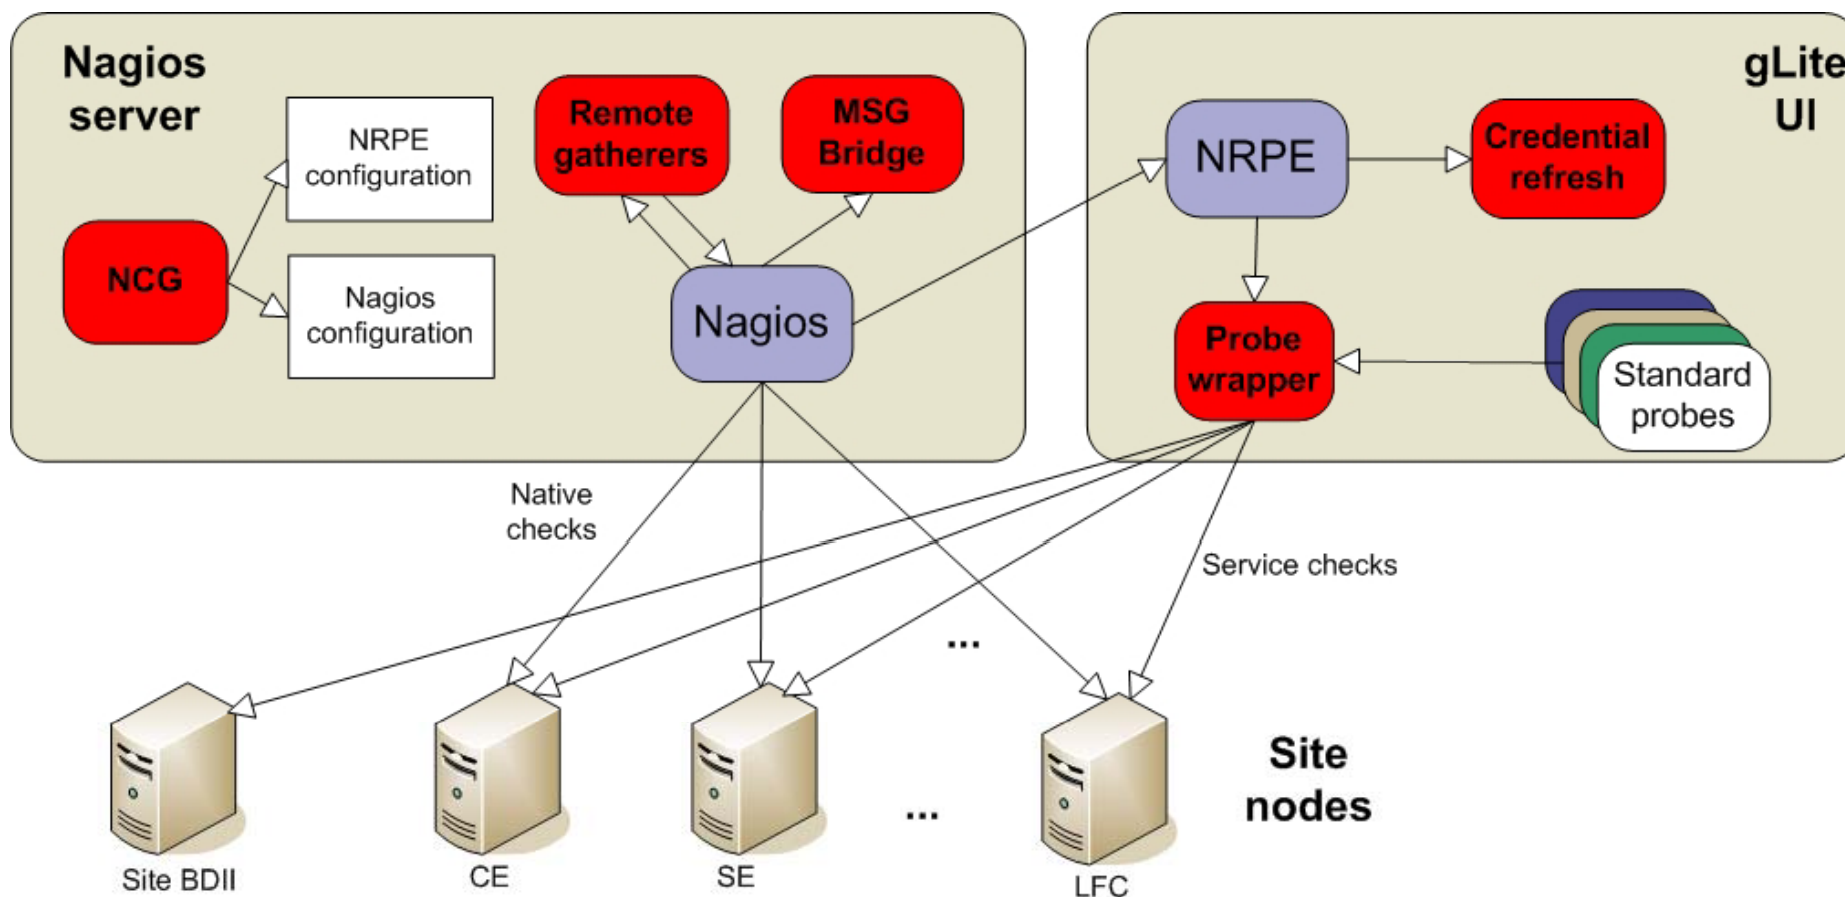 Nagios
server
NRPE
configuration
NCG
Nagios
configuration
Remote
gatherers
MSG
Bridge
Nagios
gLite
UI
NRPE
Credential
refresh
Probe
wrapper
Standard
probes
Native
checks
Service checks
...
...
Site
nodes
Site BDII
CE
SE
LFC